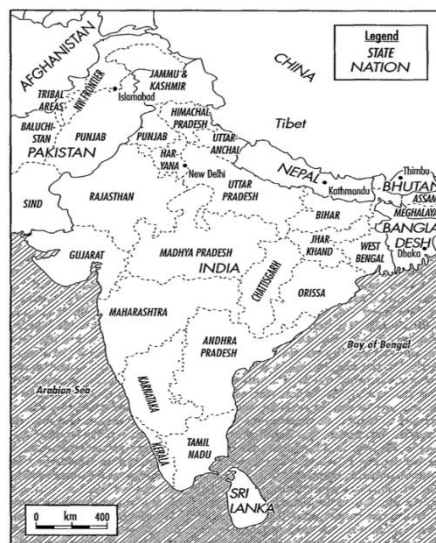 Legend
STATE
NATION
AFGHANISTAN
CHINA
JAMMU &
KASHMIR
TRIBAL
AREAS
NW FRONTIER
Islamabad
HIMACHAL
PRADESH
Tibet
BALUCHI-
STAN
PUNJAB
PUNJAB
UTTAR
ANCHAL
PAKISTAN
HAR-
YANA
New Delhi
NEPAL
Kathmandu
Thimbu
BHUTAN
ASSAM
MEGHALAYA
SIND
RAJASTHAN
UTTAR
PRADESH
BIHAR
BANGLA
DESH
Dhaka
JHAR-
KHAND
WEST
BENGAL
GUJARAT
MADHYA PRADESH
INDIA
CHATTISGARH
ORISSA
MAHARASHTRA
ANDHRA
PRADESH
Bay of Bengal
Arabian Sea
KARNATAKA
KERALA
TAMIL
NADU
SRI
LANKA
0 km 400